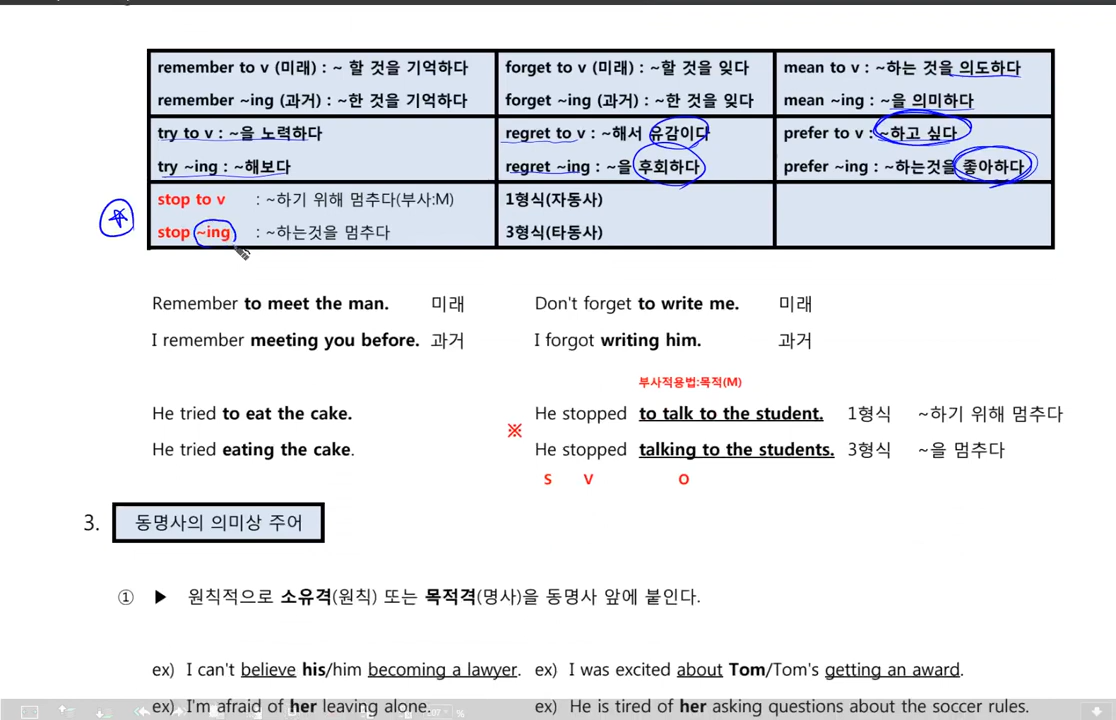 remember to v (미래) : ~ 할 것을 기억하다
remember ~ing (과거) : ~한 것을 기억하다
forget to v (미래) : ~할 것을 잊다
forget ~ing (과거) : ~한 것을 잊다
mean to v : ~하는 것을 의도하다
mean ~ing : ~을 의미하다
try to v : ~을 노력하다
try ~ing : ~해보다
regret to v : ~해서 유감이다
regret ~ing : ~을 후회하다
prefer to v : ~하고 싶다
prefer ~ing : ~하는것을 좋아하다
stop to v : ~하기 위해 멈추다(부사:M)
stop ~ing : ~하는것을 멈추다
1형식(자동사)
3형식(타동사)
Remember to meet the man. 미래
I remember meeting you before. 과거
Don't forget to write me. 미래
I forgot writing him. 과거
부사적용법:목적(M)
He tried to eat the cake.
He tried eating the cake.
※
He stopped to talk to the student. 1형식 ~하기 위해 멈추다
He stopped talking to the students. 3형식 ~을 멈추다
S V O
3. 동명사의 의미상 주어
① ▶ 원칙적으로 소유격(원칙) 또는 목적격(명사)을 동명사 앞에 붙인다.
ex) I can't believe his/him becoming a lawyer. ex) I was excited about Tom/Tom's getting an award.
ex) I'm afraid of her leaving alone. ex) He is tired of her asking questions about the soccer rules.